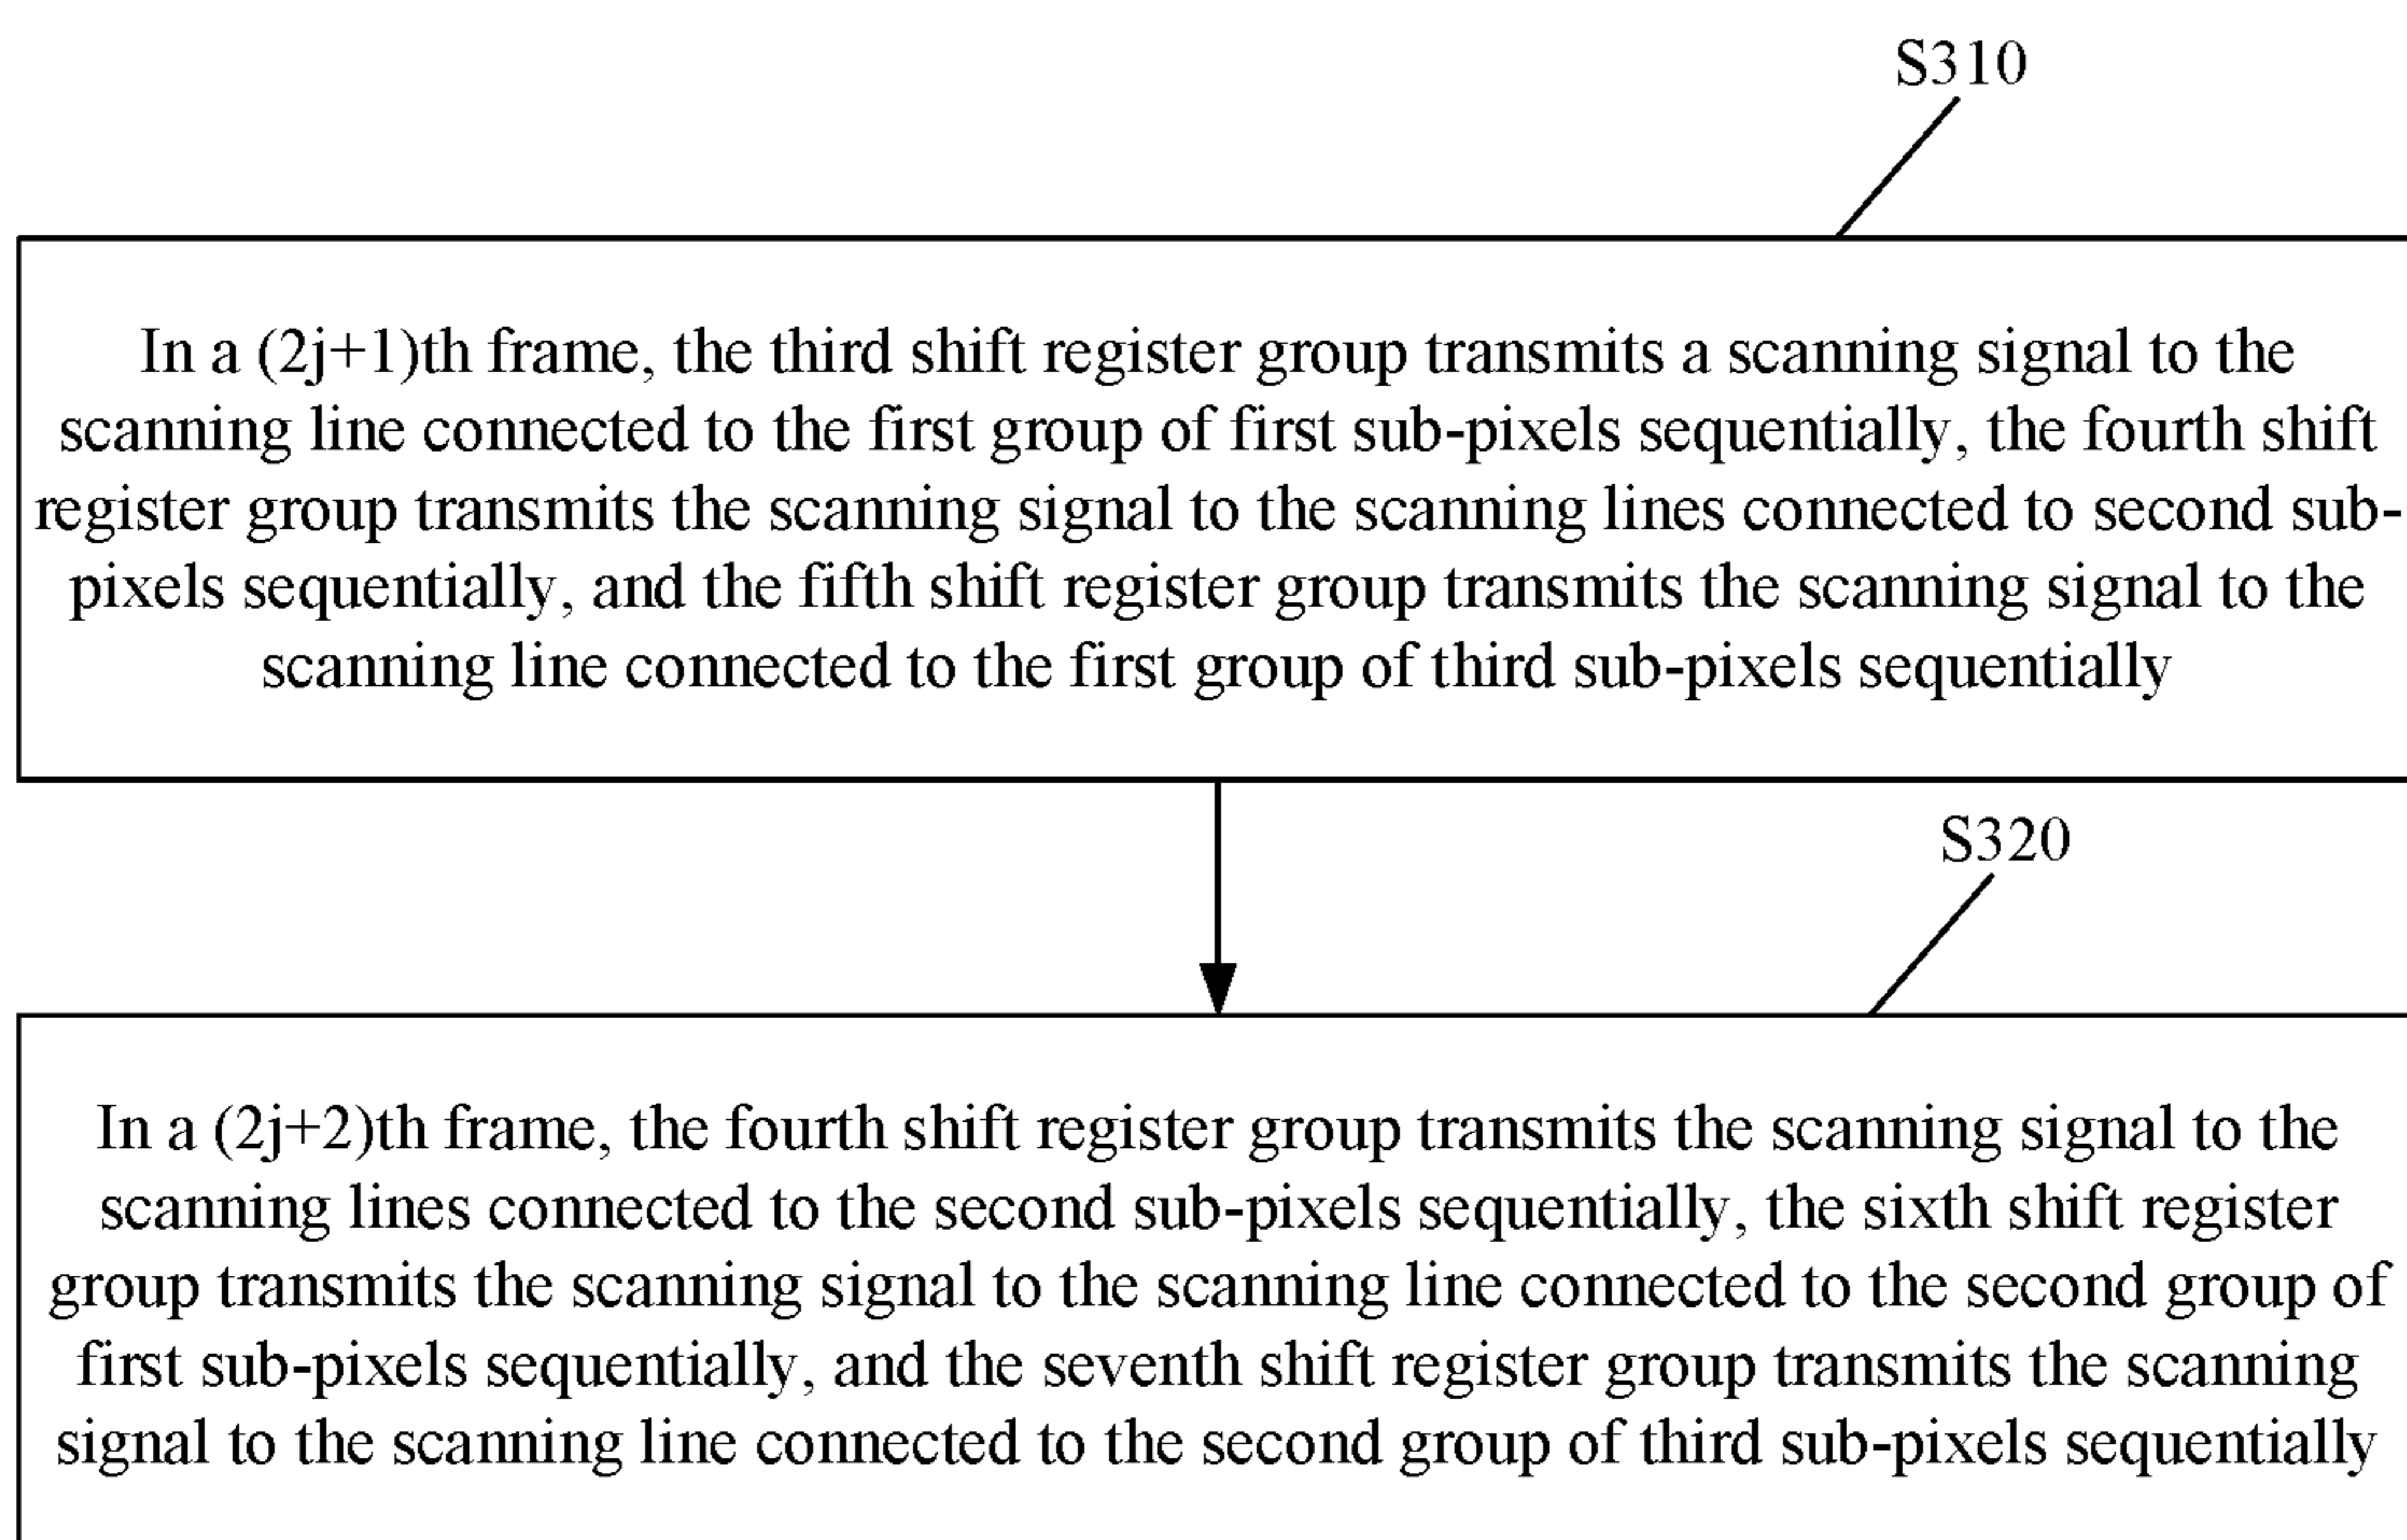 S310
In a (2j+1)th frame, the third shift register group transmits a scanning signal to the
scanning line connected to the first group of first sub-pixels sequentially, the fourth shift
register group transmits the scanning signal to the scanning lines connected to second sub-
pixels sequentially, and the fifth shift register group transmits the scanning signal to the
scanning line connected to the first group of third sub-pixels sequentially
S320
In a (2j+2)th frame, the fourth shift register group transmits the scanning signal to the
scanning lines connected to the second sub-pixels sequentially, the sixth shift register
group transmits the scanning signal to the scanning line connected to the second group of
first sub-pixels sequentially, and the seventh shift register group transmits the scanning
signal to the scanning line connected to the second group of third sub-pixels sequentially